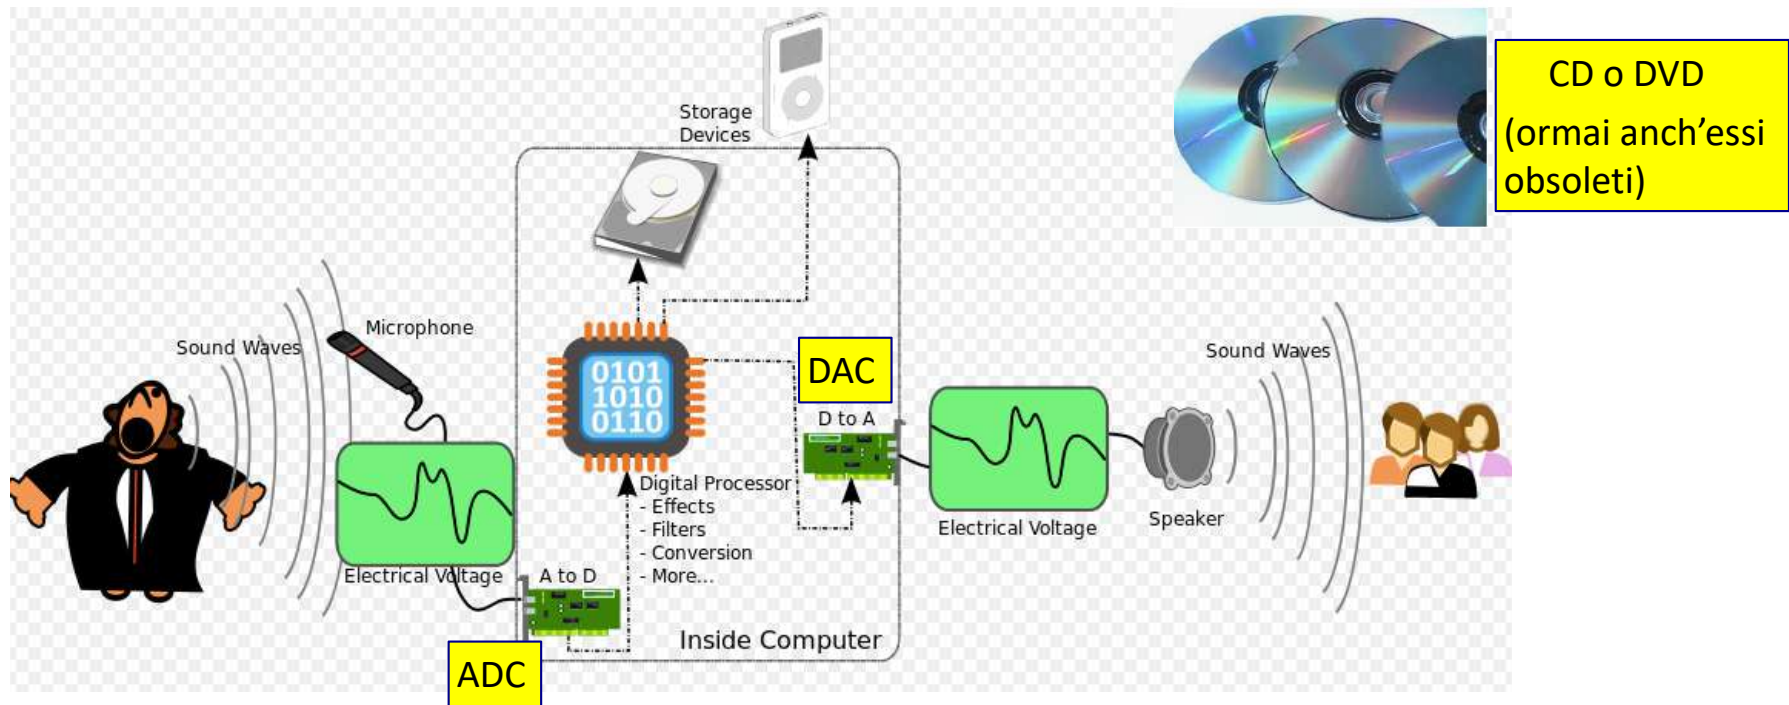 CD o DVD
(ormai anch’essi
obsoleti)
Storage
Devices
Microphone
Sound Waves
0101
1010
0110
DAC
D to A
Sound Waves
Digital Processor
- Effects
- Filters
- Conversion
- More...
Electrical Voltage
A to D
Electrical Voltage
Speaker
Inside Computer
ADC